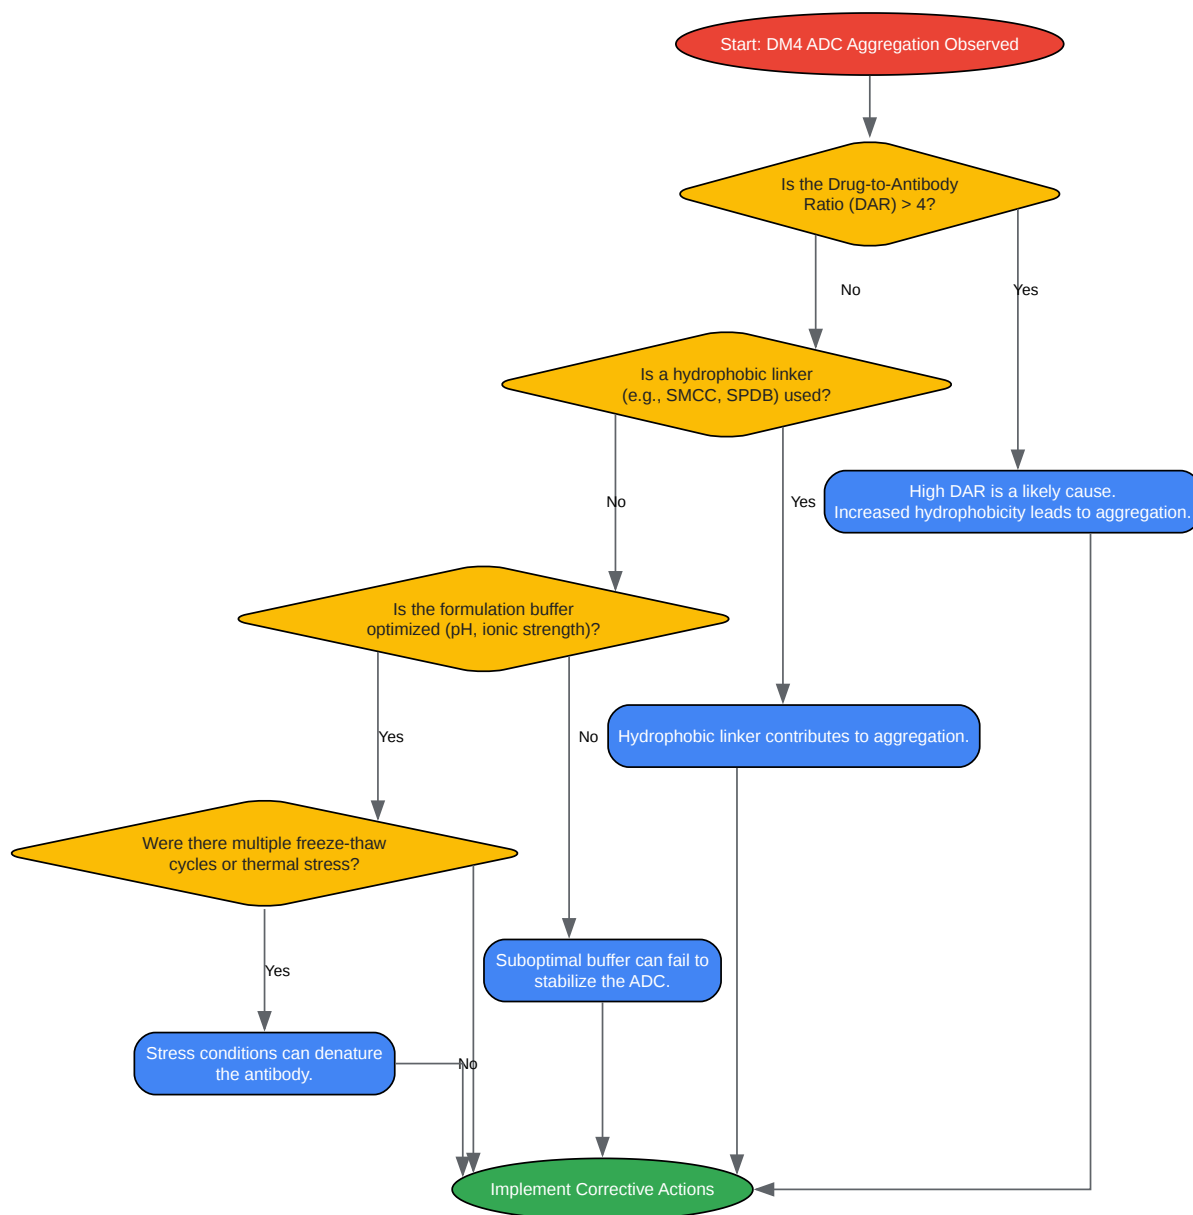 Start: DM4 ADC Aggregation Observed
Is the Drug-to-Antibody
Ratio (DAR) > 4?
No
Yes
Is a hydrophobic linker
(e.g., SMCC, SPDB) used?
No
Yes
High DAR is a likely cause.
Increased hydrophobicity leads to aggregation.
Is the formulation buffer
optimized (pH, ionic strength)?
Yes
No
Hydrophobic linker contributes to aggregation.
Were there multiple freeze-thaw
cycles or thermal stress?
Yes
Suboptimal buffer can fail to
stabilize the ADC.
Stress conditions can denature
the antibody.
No
Implement Corrective Actions